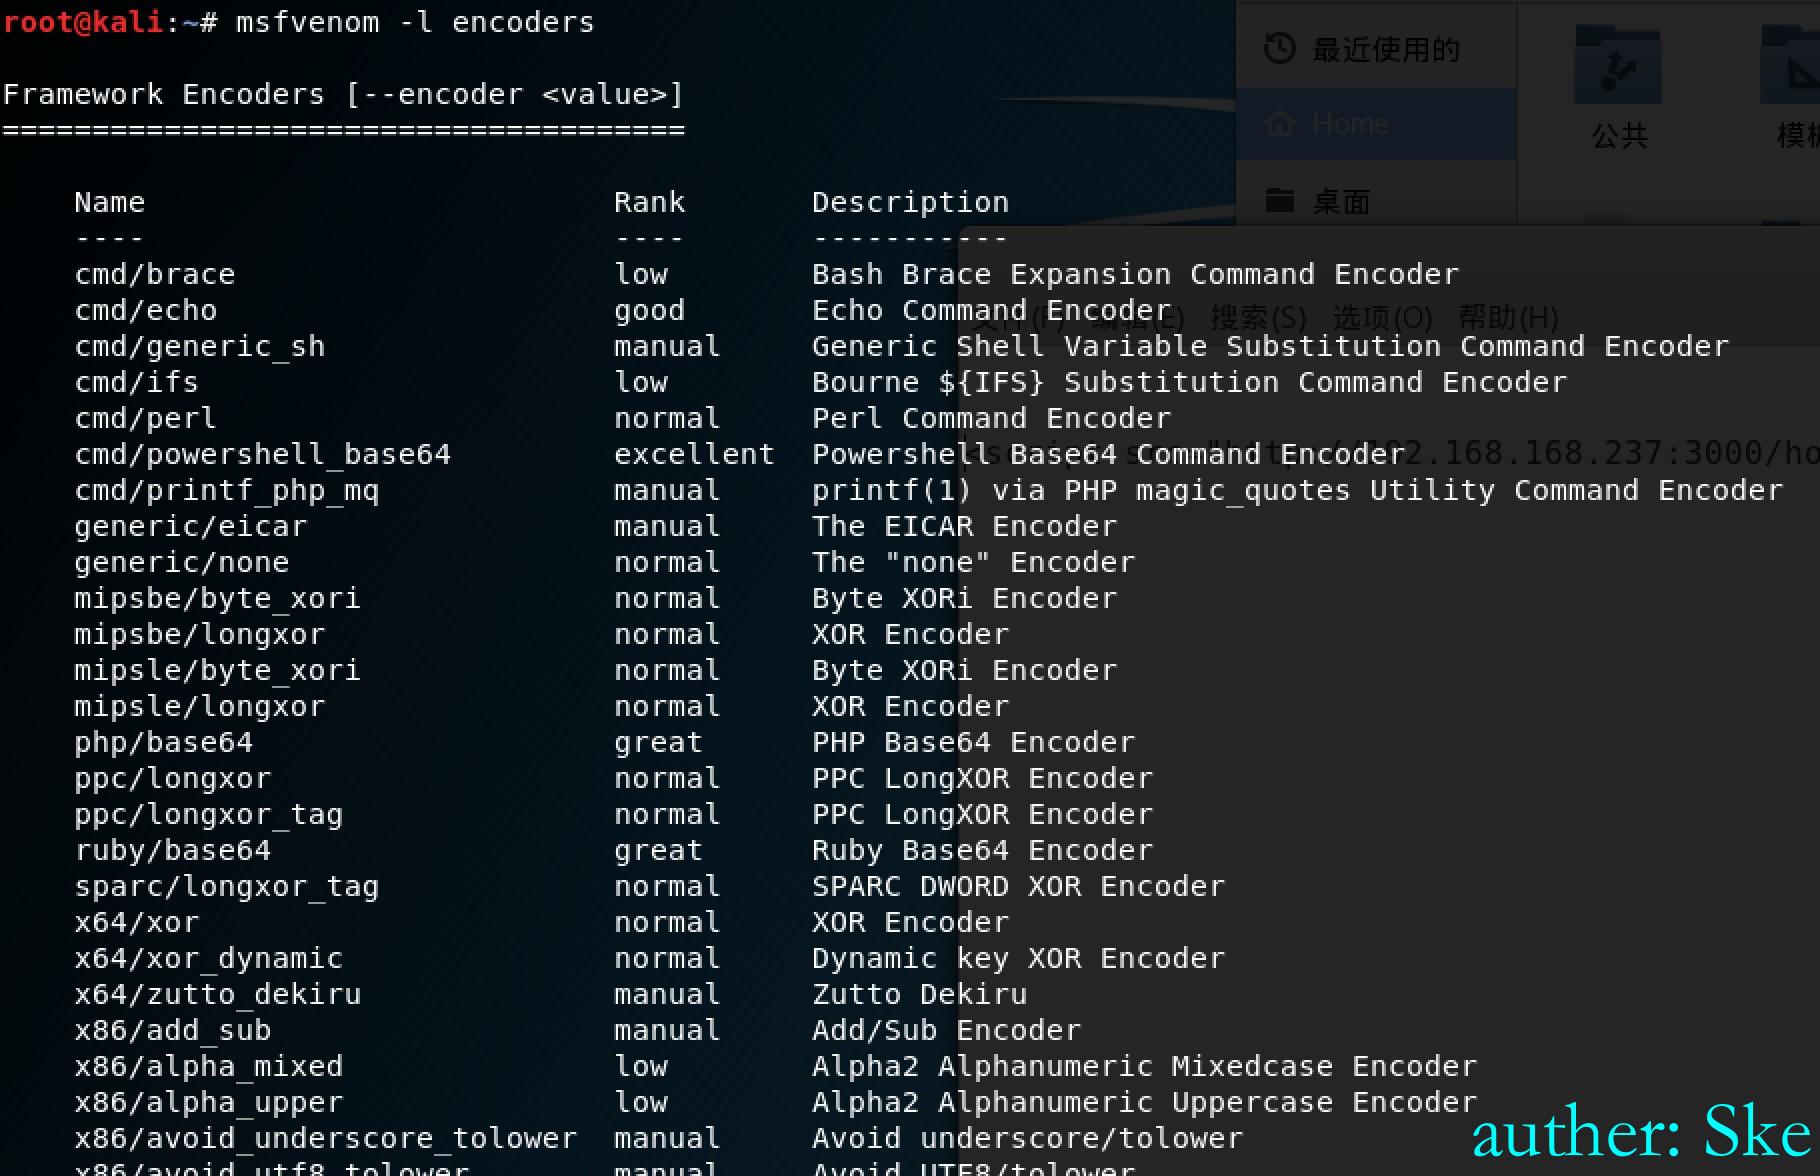 root@kali:~# msfvenom -l encoders
最近使用的
Home
桌面
公共
Framework Encoders [--encoder <value>]
======================================
Name Rank Description
---- ---- -----------
cmd/brace low Bash Brace Expansion Command Encoder
cmd/echo good Echo Command Encoder
文件(F) 编辑(E) 搜索(S) 选项(O) 帮助(H)
cmd/generic_sh manual Generic Shell Variable Substitution Command Encoder
cmd/ifs low Bourne ${IFS} Substitution Command Encoder
cmd/perl normal Perl Command Encoder
cmd/powershell_base64 excellent Powershell Base64 Command Encoder
cmd/printf_php_mq manual printf(1) via PHP magic_quotes Utility Command Encoder
generic/eicar manual The EICAR Encoder
generic/none normal The "none" Encoder
mipsbe/byte_xori normal Byte XORi Encoder
mipsbe/longxor normal XOR Encoder
mipsle/byte_xori normal Byte XORi Encoder
mipsle/longxor normal XOR Encoder
php/base64 great PHP Base64 Encoder
ppc/longxor normal PPC LongXOR Encoder
ppc/longxor_tag normal PPC LongXOR Encoder
ruby/base64 great Ruby Base64 Encoder
sparc/longxor_tag normal SPARC DWORD XOR Encoder
x64/xor normal XOR Encoder
x64/xor_dynamic normal Dynamic key XOR Encoder
x64/zutto_dekiru manual Zutto Dekiru
x86/add_sub manual Add/Sub Encoder
x86/alpha_mixed low Alpha2 Alphanumeric Mixedcase Encoder
x86/alpha_upper low Alpha2 Alphanumeric Uppercase Encoder
x86/avoid_underscore_tolower manual Avoid underscore/tolower
x86/avoid_utf8_tolower manual Avoid UTF8/tolower
auther: Ske